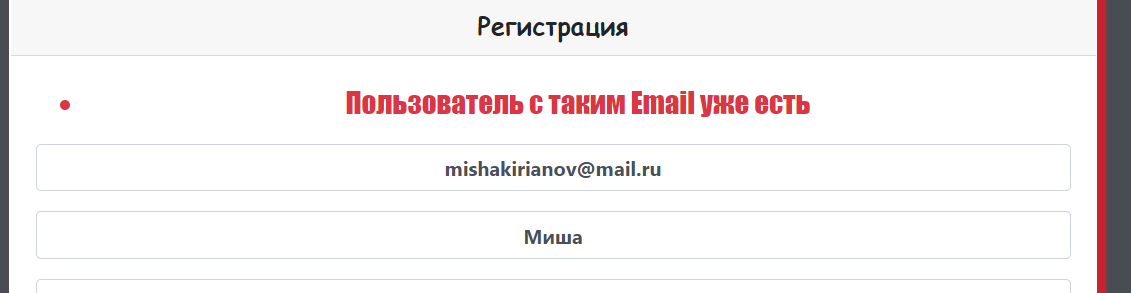 Регистрация
Пользователь с таким Email уже есть
mishakirianov@mail.ru
Миша